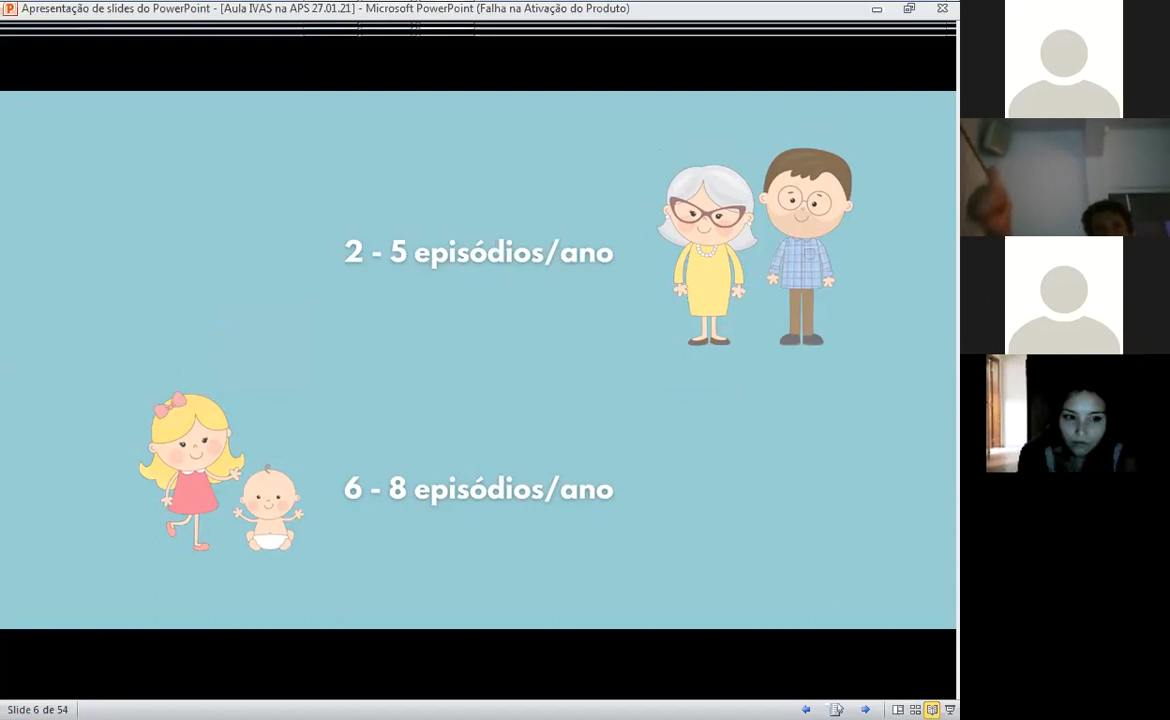 Apresentação de slides do PowerPoint - [Aula IVAS na APS 27.01.21] - Microsoft PowerPoint (Falha na Ativação do Produto)
2 - 5 episódios/ano
6 - 8 episódios/ano
Slide 6 de 54